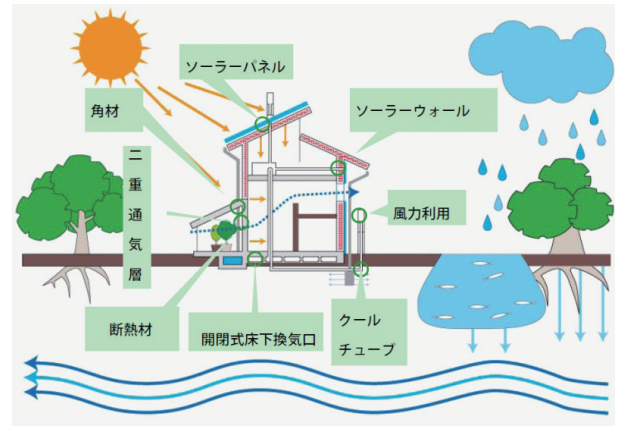 ソーラーパネル
角材
ソーラーウォール
二重通気層
風力利用
断熱材
開閉式床下換気口
クール
チューブ